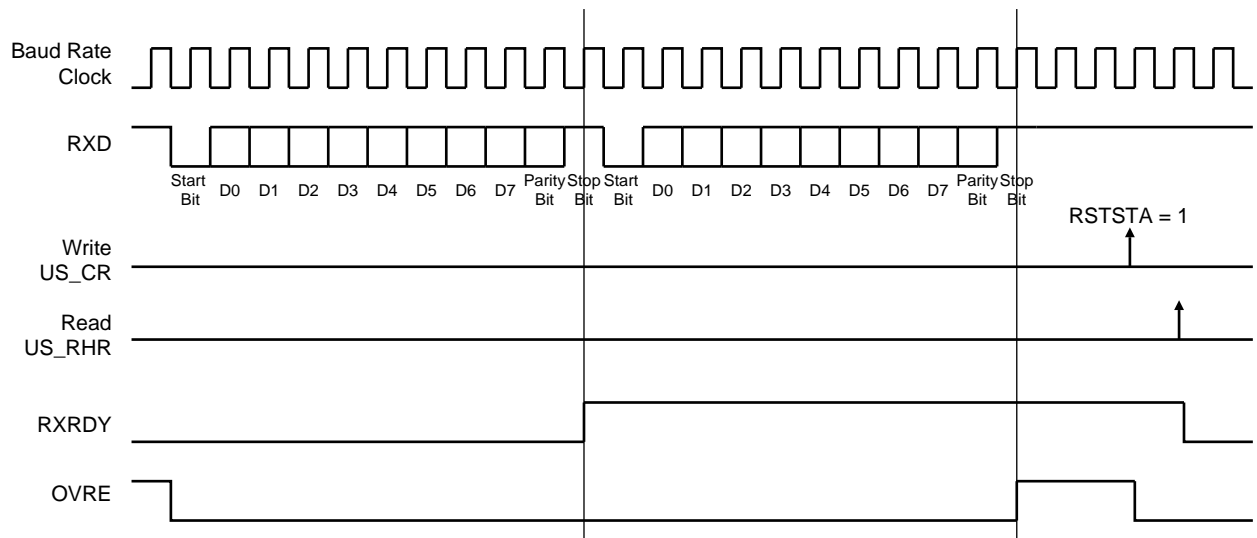 Baud Rate
Clock
RXD
Start
Bit
D0
D1
D2
D3
D4
D5
D6
D7
Parity
Bit
Stop
Bit
Start
Bit
D0
D1
D2
D3
D4
D5
D6
D7
Parity
Bit
Stop
Bit
RSTSTA = 1
Write
US_CR
Read
US_RHR
RXRDY
OVRE